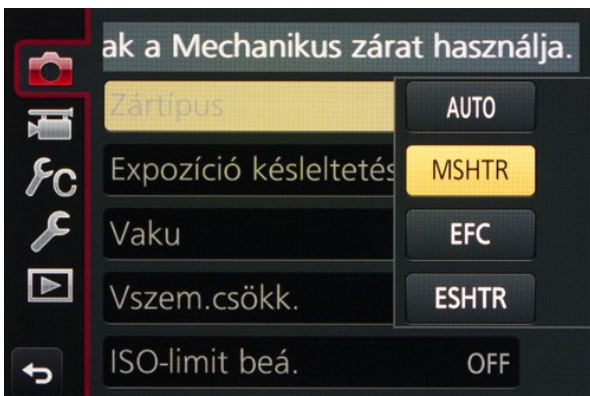 ak a Mechanikus zárat használja.
Zártípus
AUTO
Expozíció késleltetés
MSHTR
Vaku
EFC
Vszem.csökk.
ESHTR
ISO-limit beá.
OFF